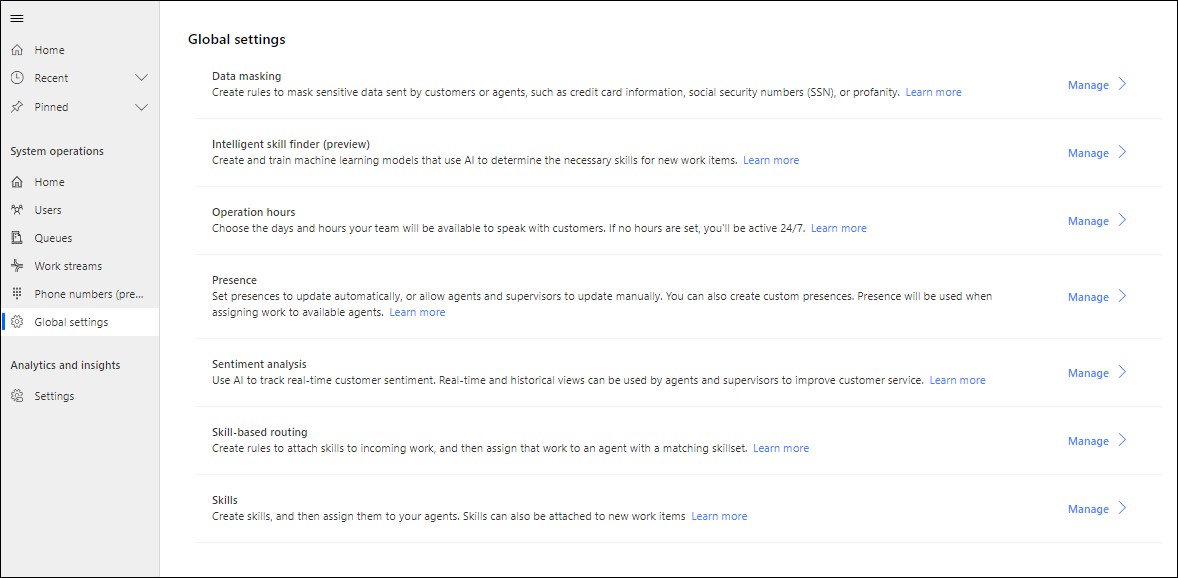 Home
Recent
Pinned
System operations
Home
Users
Queues
Work streams
Phone numbers (pre...
Global settings
Analytics and insights
Settings
Global settings
Data masking
Create rules to mask sensitive data sent by customers or agents, such as credit card information, social security numbers (SSN), or profanity. Learn more
Manage
Intelligent skill finder (preview)
Create and train machine learning models that use AI to determine the necessary skills for new work items. Learn more
Manage
Operation hours
Choose the days and hours your team will be available to speak with customers. If no hours are set, you'll be active 24/7. Learn more
Manage
Presence
Set presences to update automatically, or allow agents and supervisors to update manually. You can also create custom presences. Presence will be used when
assigning work to available agents. Learn more
Manage
Sentiment analysis
Use AI to track real-time customer sentiment. Real-time and historical views can be used by agents and supervisors to improve customer service. Learn more
Manage
Skill-based routing
Create rules to attach skills to incoming work, and then assign that work to an agent with a matching skillset. Learn more
Manage
Skills
Create skills, and then assign them to your agents. Skills can also be attached to new work items Learn more
Manage